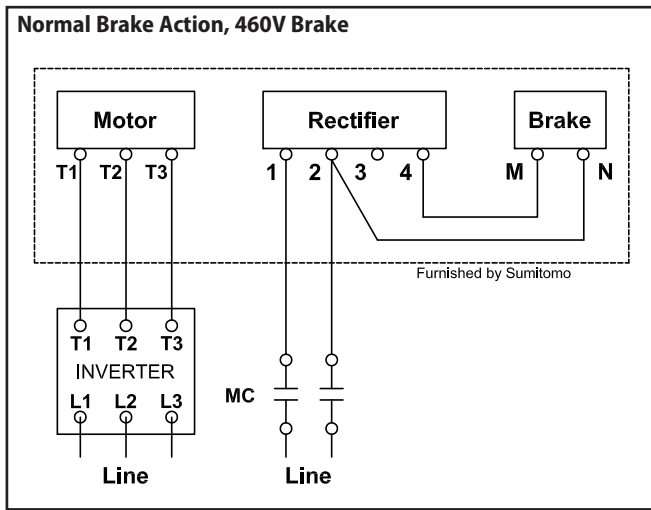 Normal Brake Action, 460V Brake
Motor Rectifier Brake
T1 T2 T3 1 2 3 4 M N
Furnished by Sumitomo
T1 T2 T3
INVERTER
MC
L1 L2 L3
Line Line